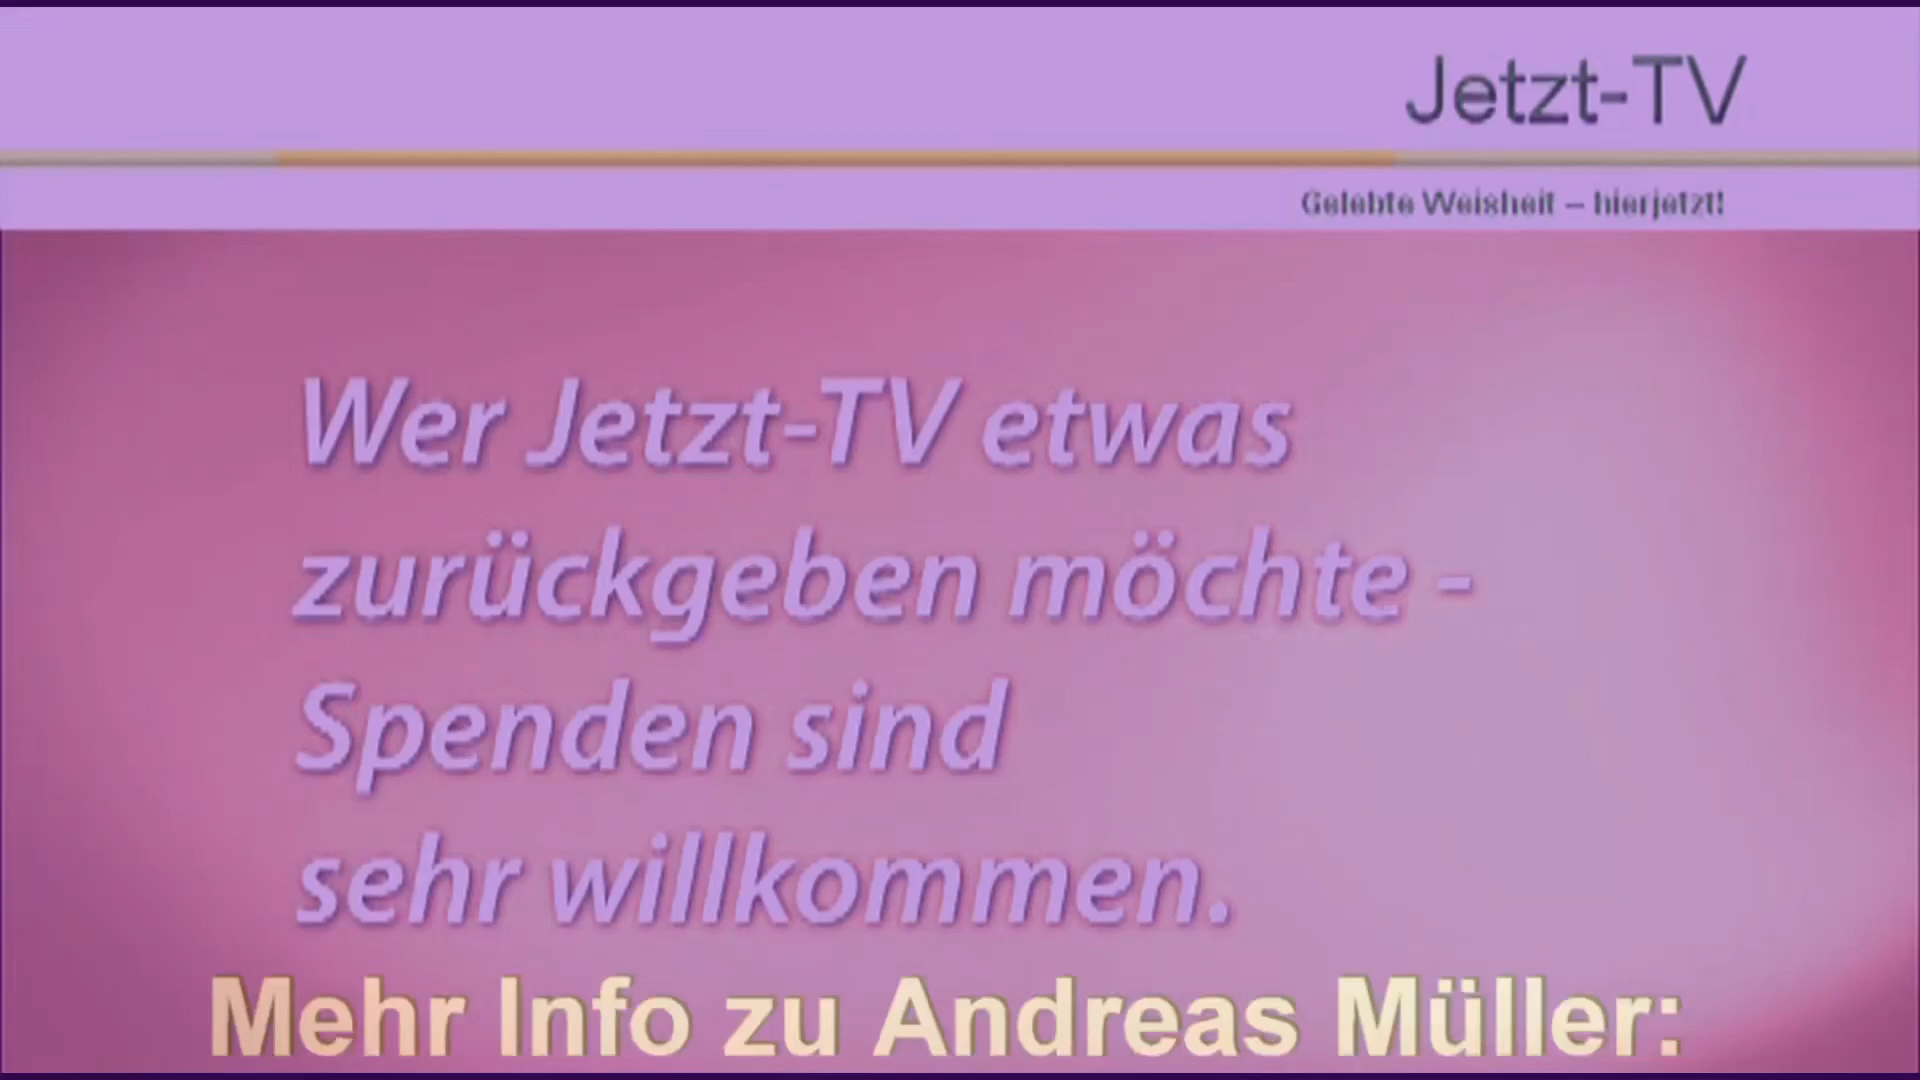 Jetzt-TV
Gelebte Weisheit – hierjetzt!
Wer Jetzt-TV etwas
zurückgeben möchte -
Spenden sind
sehr willkommen.
Mehr Info zu Andreas Müller: